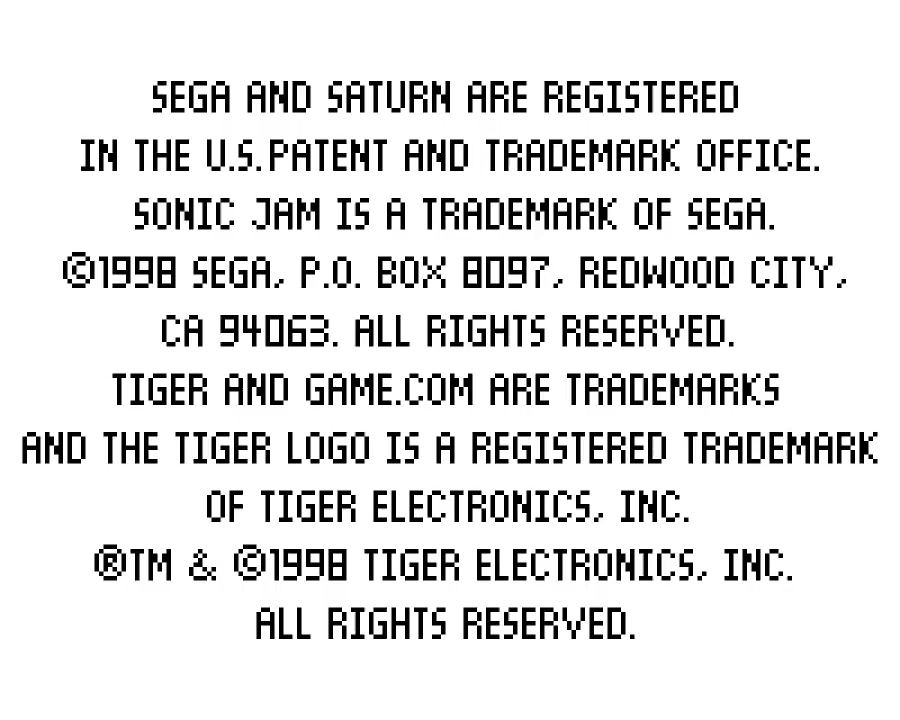 SEGA AND SATURN ARE REGISTERED
IN THE U.S.PATENT AND TRADEMARK OFFICE.
SONIC JAM IS A TRADEMARK OF SEGA.
©1998 SEGA, P.O. BOX 8097, REDWOOD CITY,
CA 94063. ALL RIGHTS RESERVED.
TIGER AND GAME.COM ARE TRADEMARKS
AND THE TIGER LOGO IS A REGISTERED TRADEMARK
OF TIGER ELECTRONICS, INC.
®TM & ©1998 TIGER ELECTRONICS, INC.
ALL RIGHTS RESERVED.